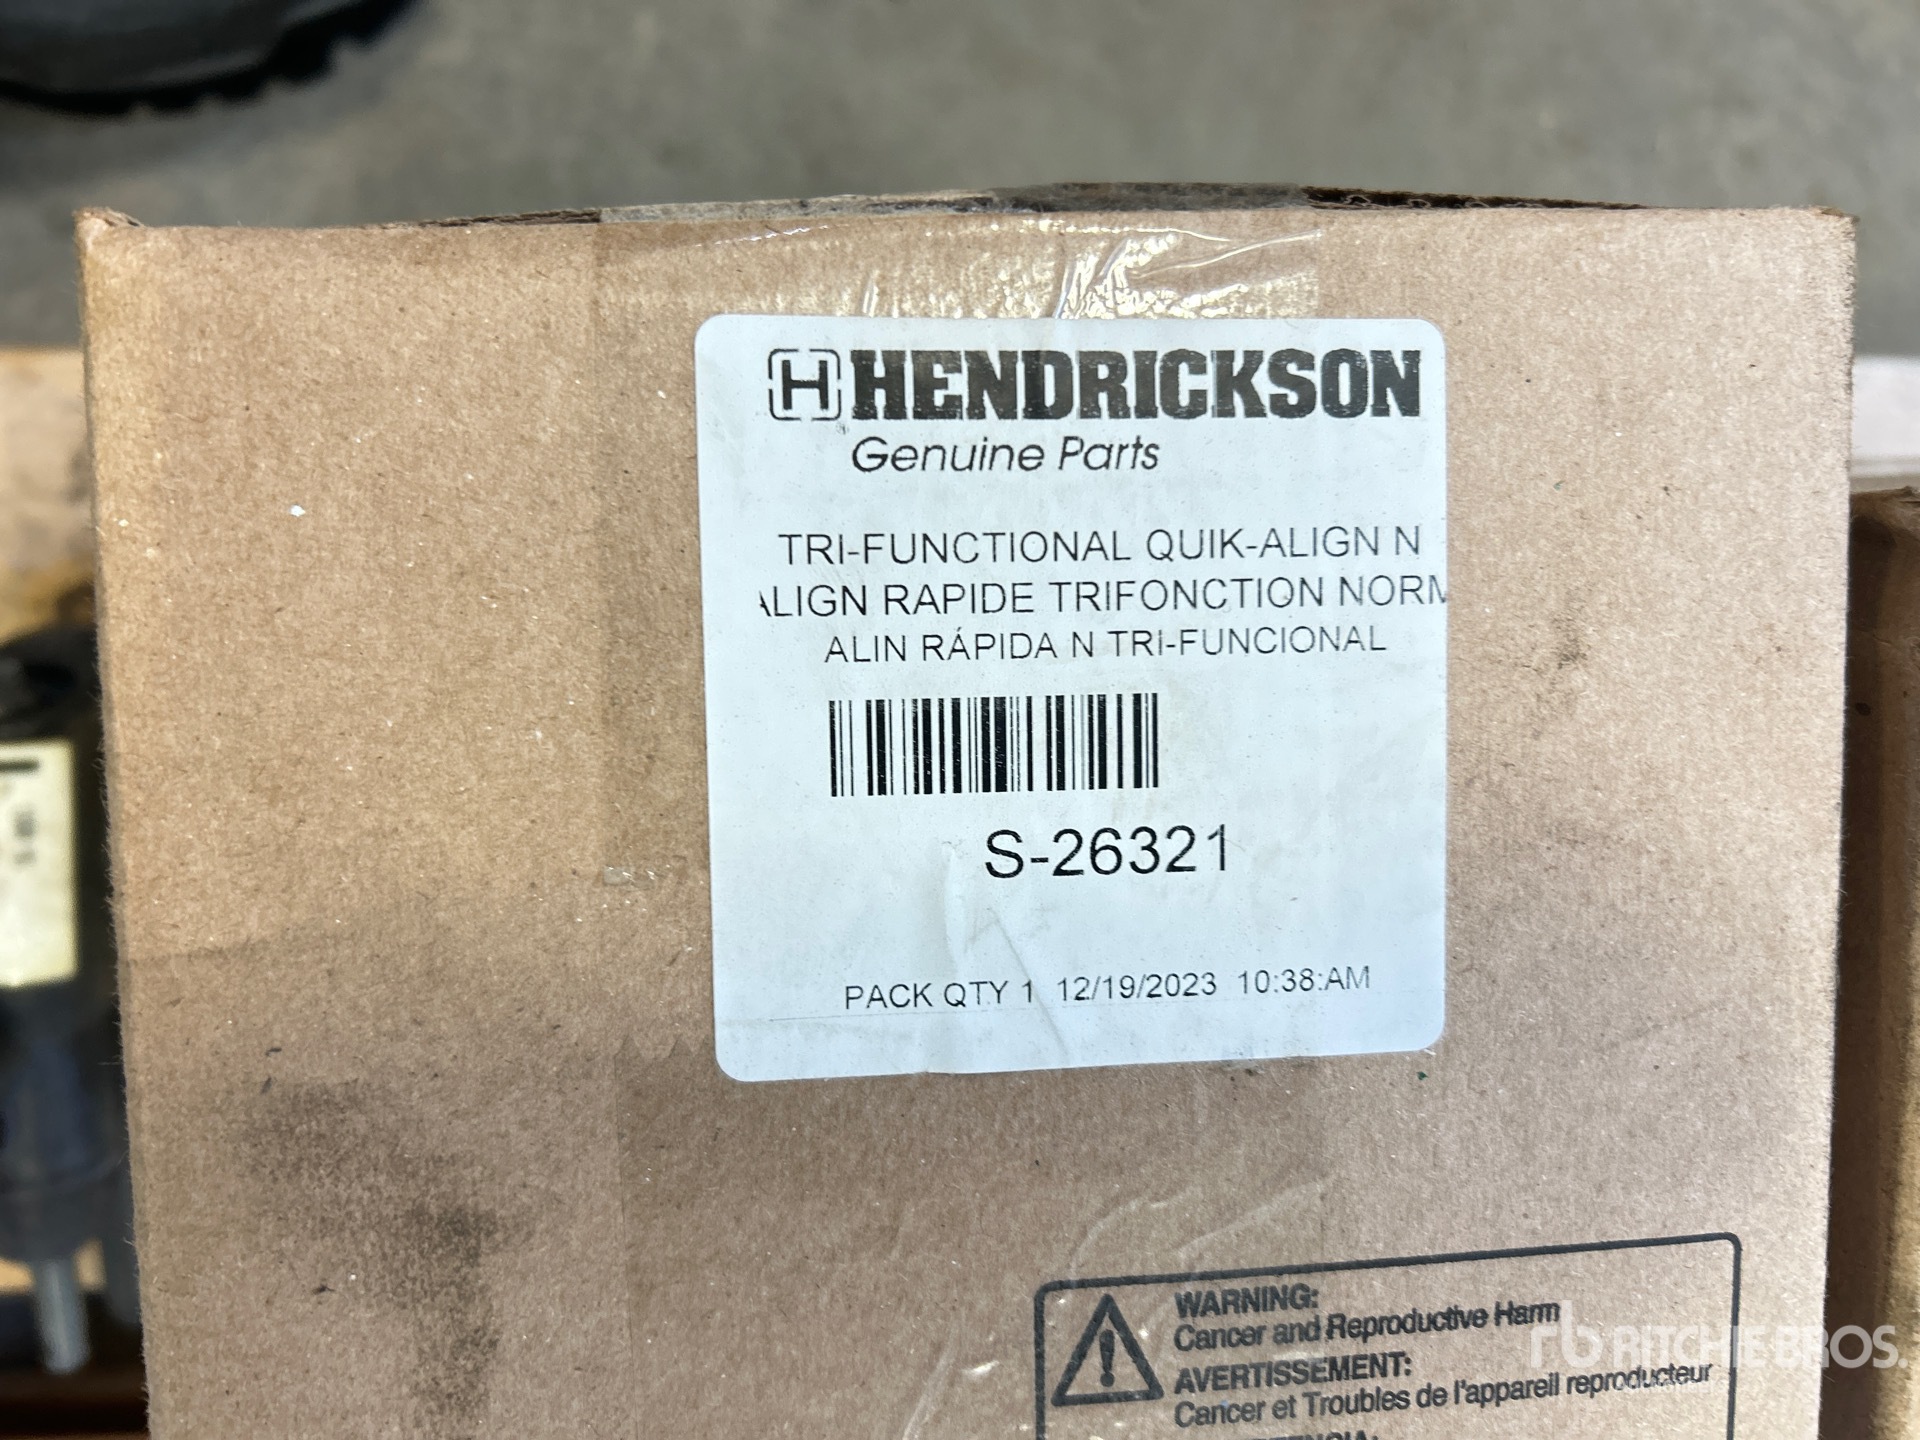 H HENDRICKSON
Genuine Parts
TRI-FUNCTIONAL QUIK-ALIGN N
ALIGN RAPIDE TRIFONCTION NORM
ALIN RÁPIDA N TRI-FUNCIONAL
S-26321
PACK QTY 1 12/19/2023 10:38:AM
WARNING:
Cancer and Reproductive Harm
AVERTISSEMENT:
Cancer et Troubles de l'appareil reproducteur
rb RITCHIE BROS.